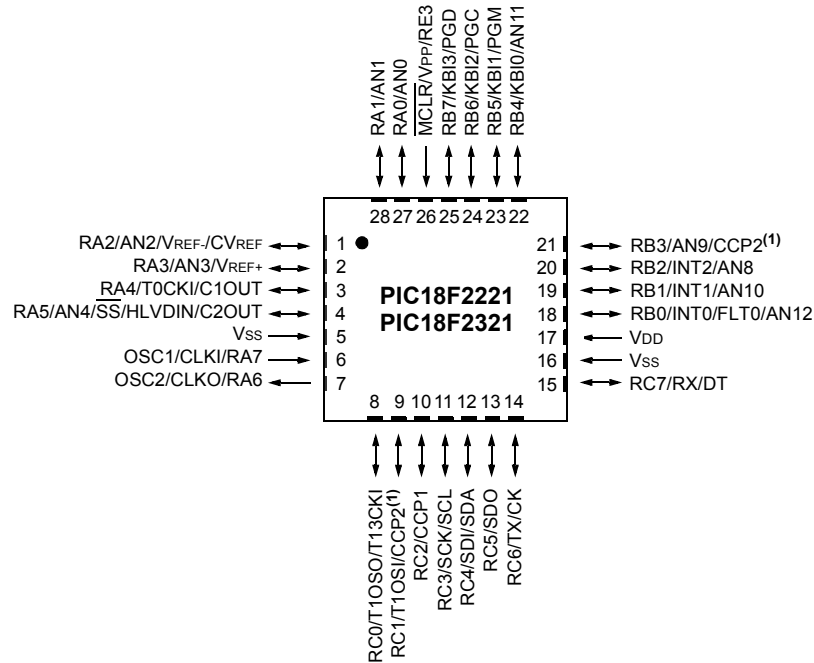 RA1/AN1
RA0/AN0
MCLR/VPP/RE3
RB7/KBI3/PGD
RB6/KBI2/PGC
RB5/KBI1/PGM
RB4/KBI0/AN11
28 27 26 25 24 23 22
RA2/AN2/VREF-/CVREF
RA3/AN3/VREF+
RA4/T0CKI/C1OUT
RA5/AN4/SS/HLVDIN/C2OUT
VSS
OSC1/CLKI/RA7
OSC2/CLKO/RA6
1
2
3
4
5
6
7
PIC18F2221
PIC18F2321
21
20
19
18
17
16
15
RB3/AN9/CCP2(1)
RB2/INT2/AN8
RB1/INT1/AN10
RB0/INT0/FLT0/AN12
VDD
VSS
RC7/RX/DT
8 9 10 11 12 13 14
RC0/T1OSO/T13CKI
RC1/T1OSI/CCP2(1)
RC2/CCP1
RC3/SCK/SCL
RC4/SDI/SDA
RC5/SDO
RC6/TX/CK